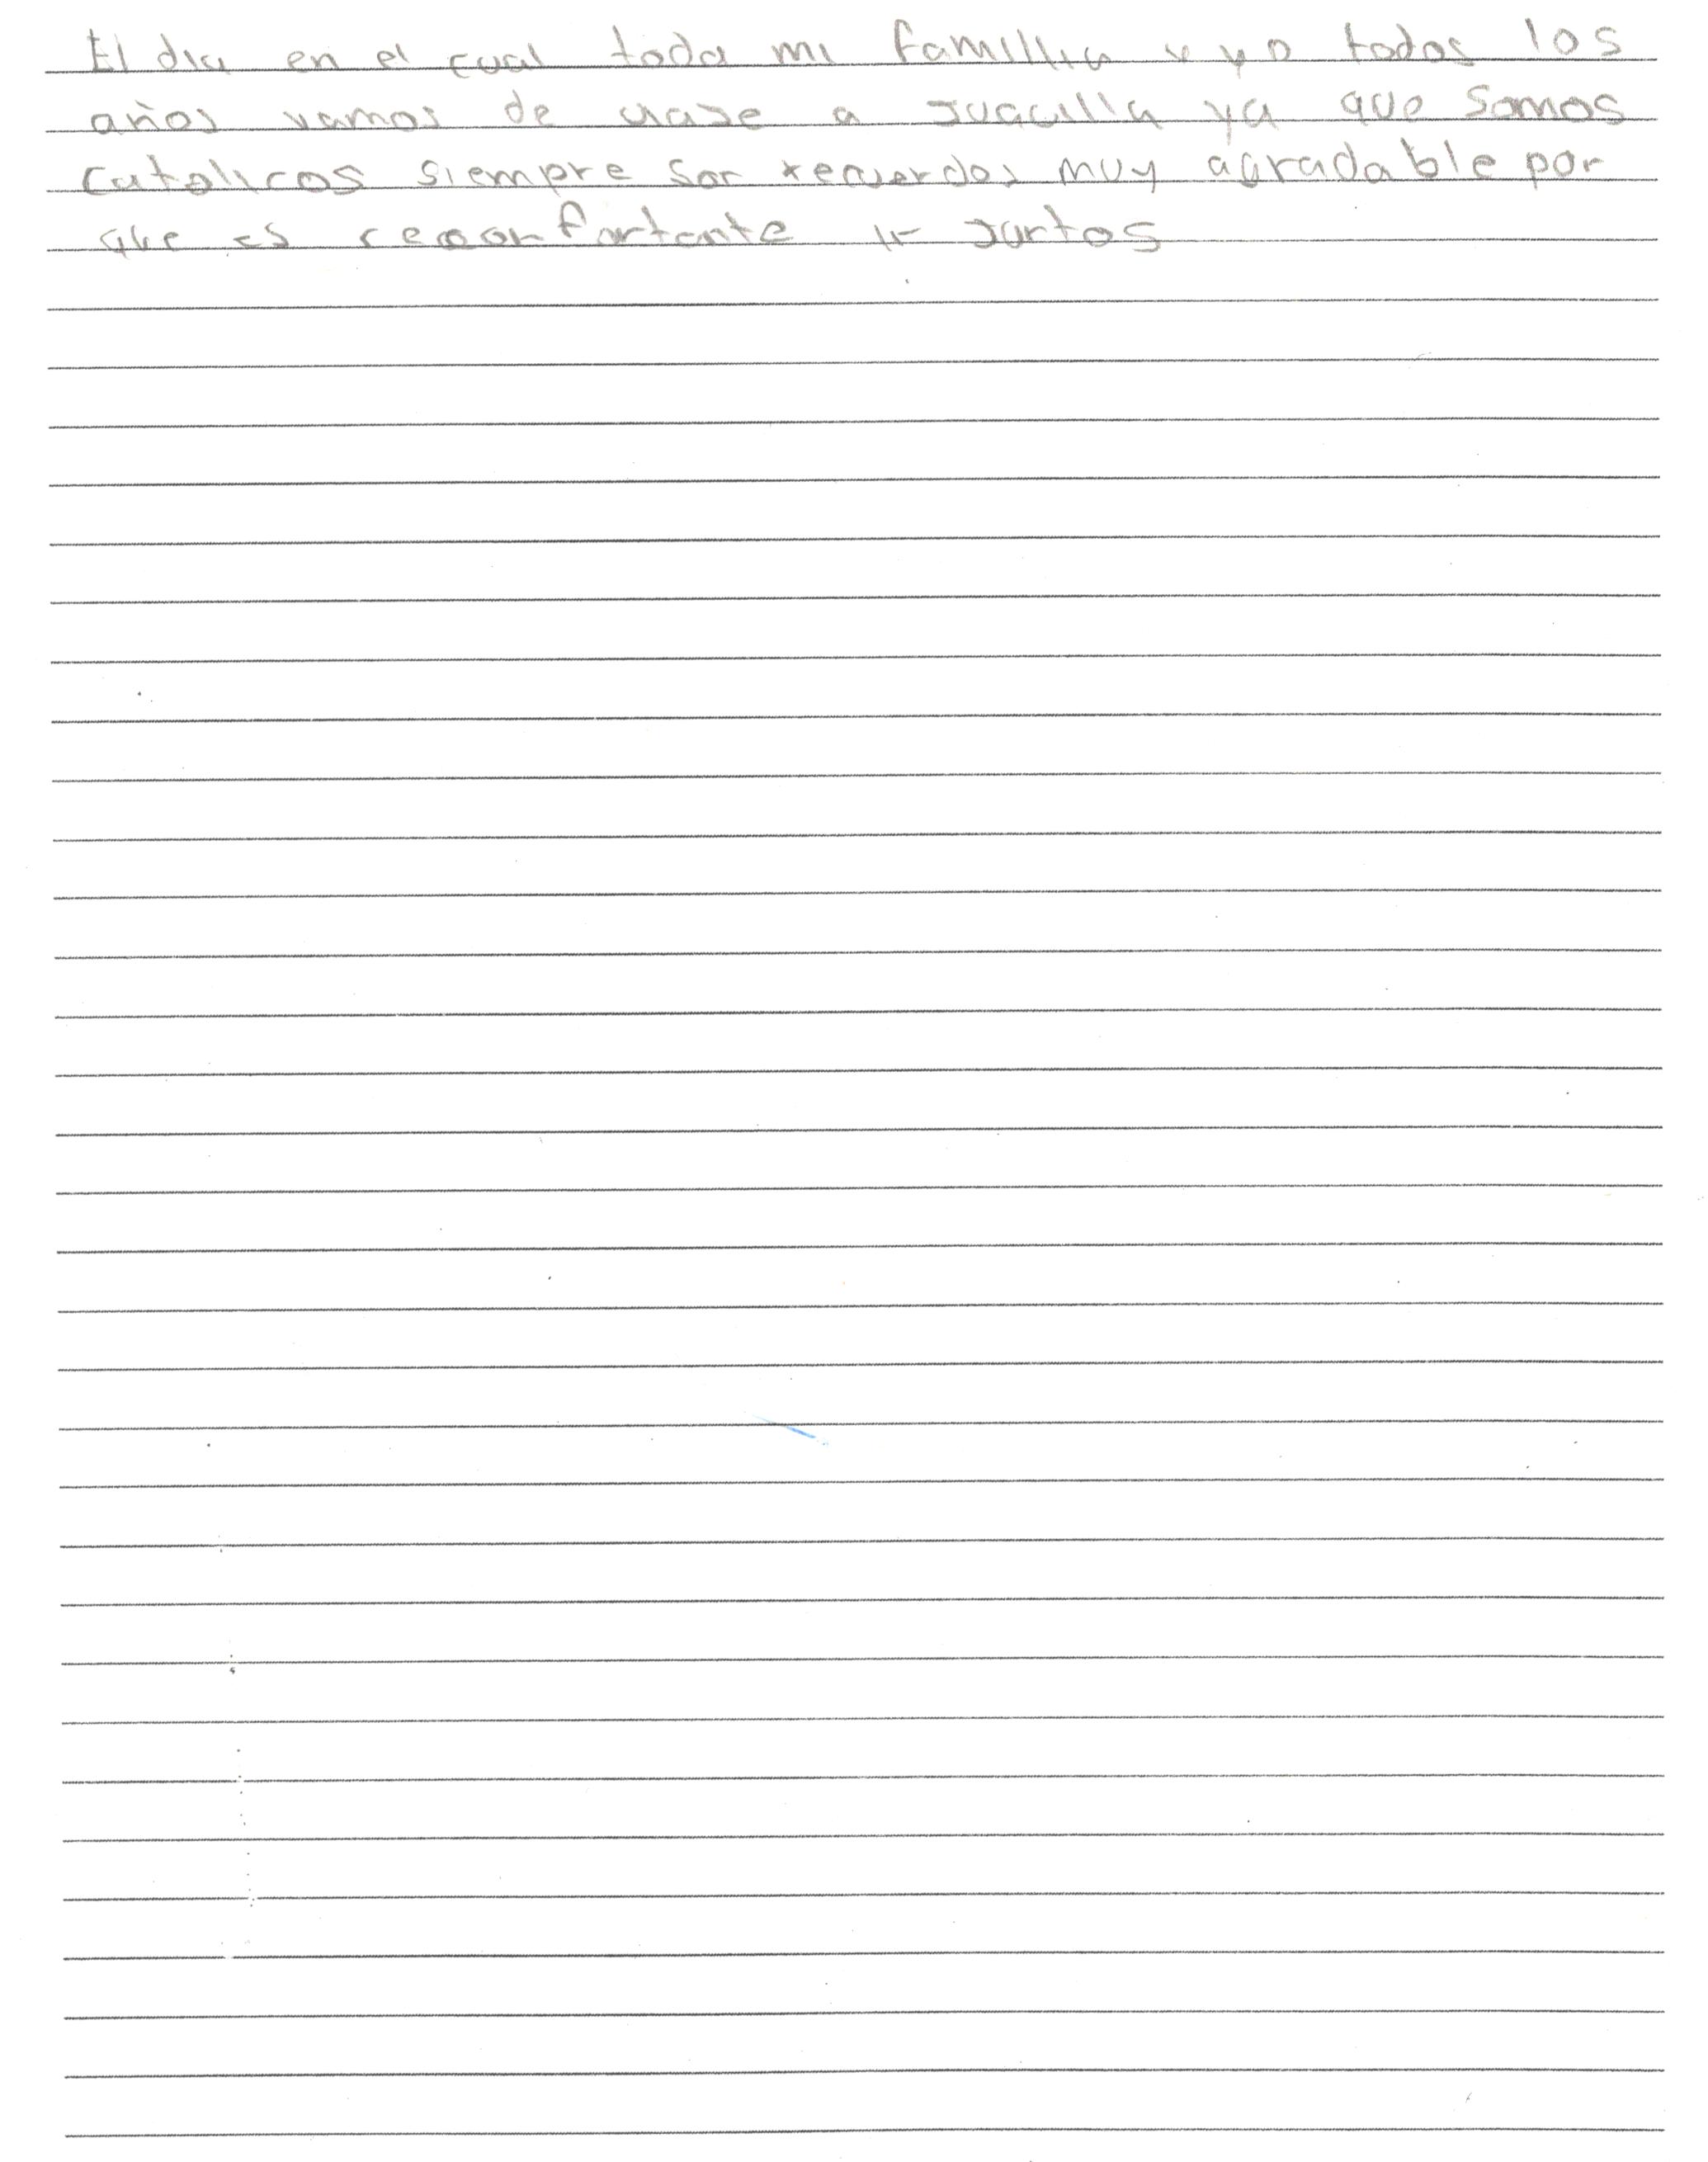 El dia en el cual toda mi famillia y yo todos los
años vamos de viaje a Juquilla ya que somos
catolicos siempre son recuerdos muy agradable por
que es reconfortante ir juntos